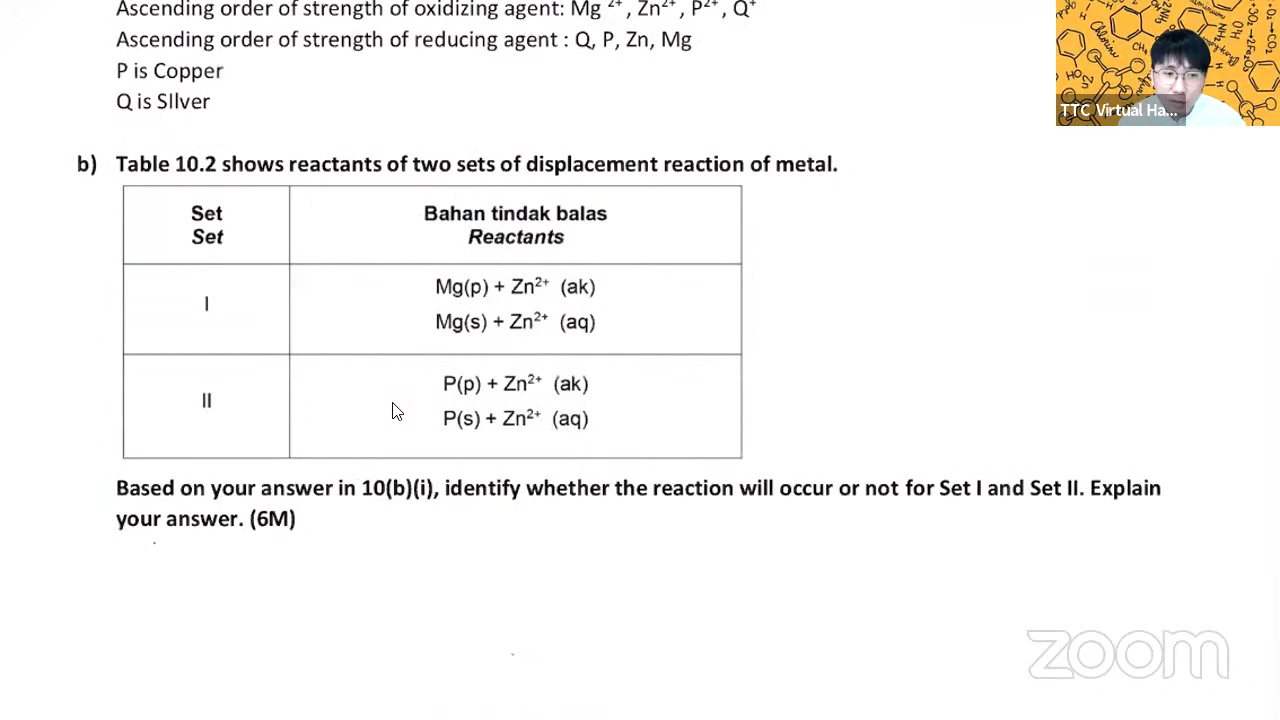 Ascending order of strength of oxidizing agent: Mg ²⁺, Zn²⁺, P²⁺, Q⁺
Ascending order of strength of reducing agent : Q, P, Zn, Mg
P is Copper
Q is SIlver
TTC Virtual Ha...
b) Table 10.2 shows reactants of two sets of displacement reaction of metal.
Set
Set
Bahan tindak balas
Reactants
I
Mg(p) + Zn²⁺ (ak)
Mg(s) + Zn²⁺ (aq)
II
P(p) + Zn²⁺ (ak)
P(s) + Zn²⁺ (aq)
Based on your answer in 10(b)(i), identify whether the reaction will occur or not for Set I and Set II. Explain
your answer. (6M)
zoom